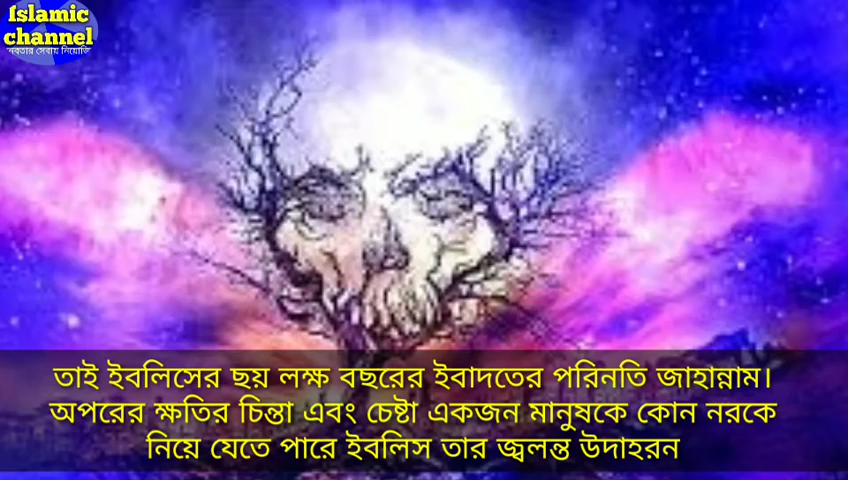 Islamic
channel
তাই ইবলিসের ছয় লক্ষ বছরের ইবাদতের পরিনতি জাহান্নাম।
অপরের ক্ষতির চিন্তা এবং চেষ্টা একজন মানুষকে কোন নরকে
নিয়ে যেতে পারে ইবলিস তার জ্বলন্ত উদাহরন